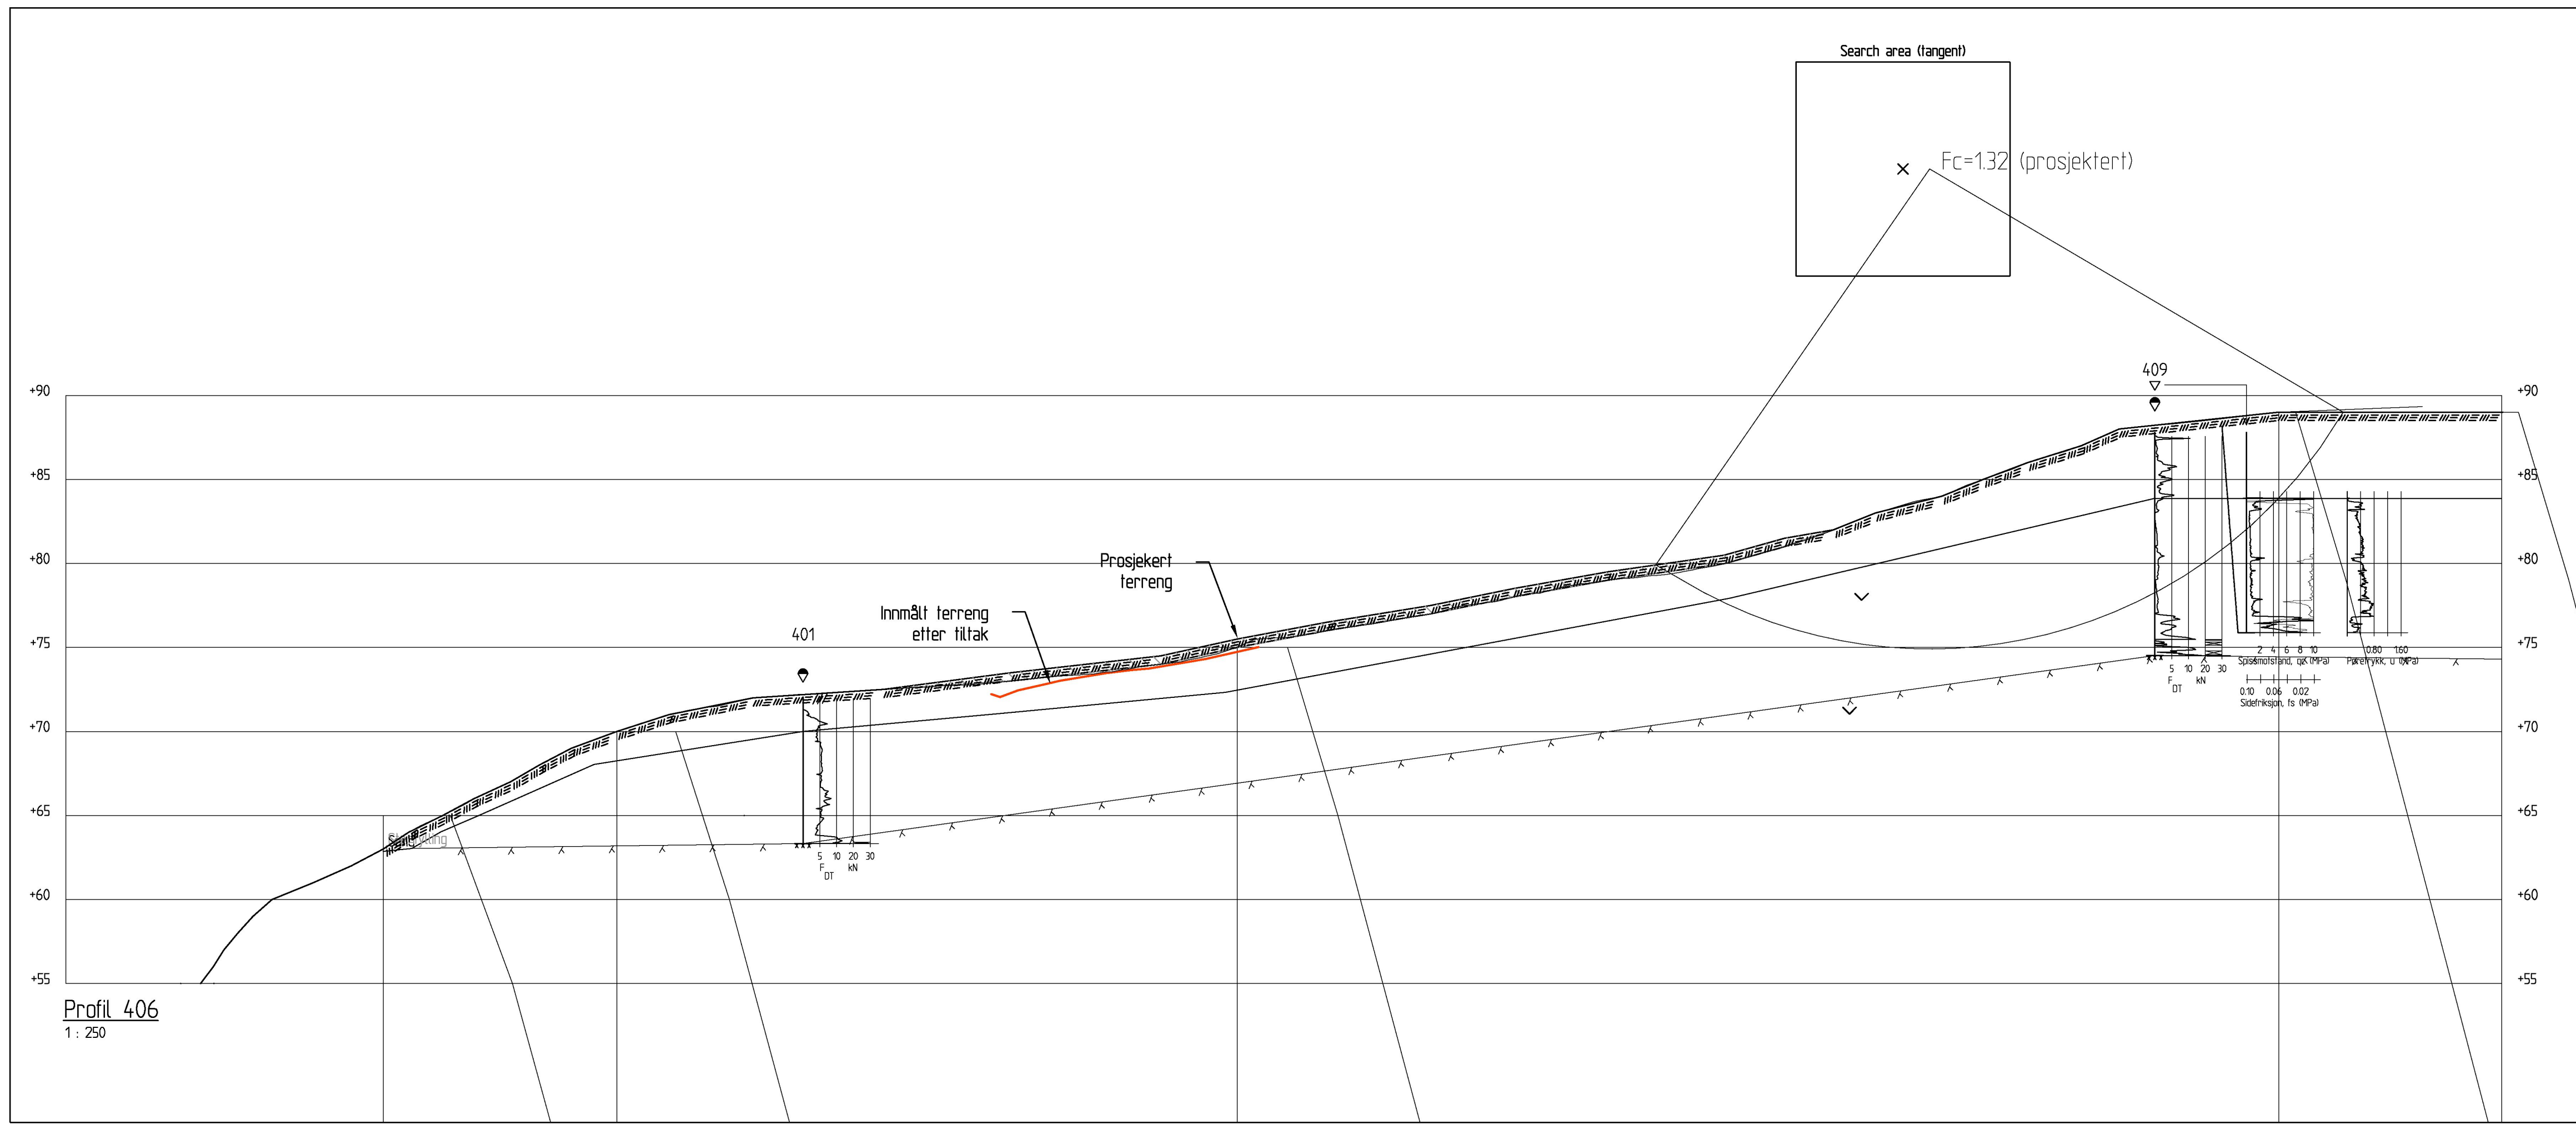 Search area (tangent)
Fc=1.32 (prosjektert)
409
+90
+90
+85
+85
+80
+80
Prosjekert
terreng
Innmålt terreng
etter tiltak
401
+75
+75
5 10 20 30
F
DT
kN
2 4 6 8 10
(MPa)
0.80 1.60
u (MPa)
0.10 0.06 0.02
Sidefriksjon, fs (MPa)
+70
+70
+65
+65
5 10 20 30
F
DT
kN
+60
+60
+55
+55
Profil 406
1 : 250